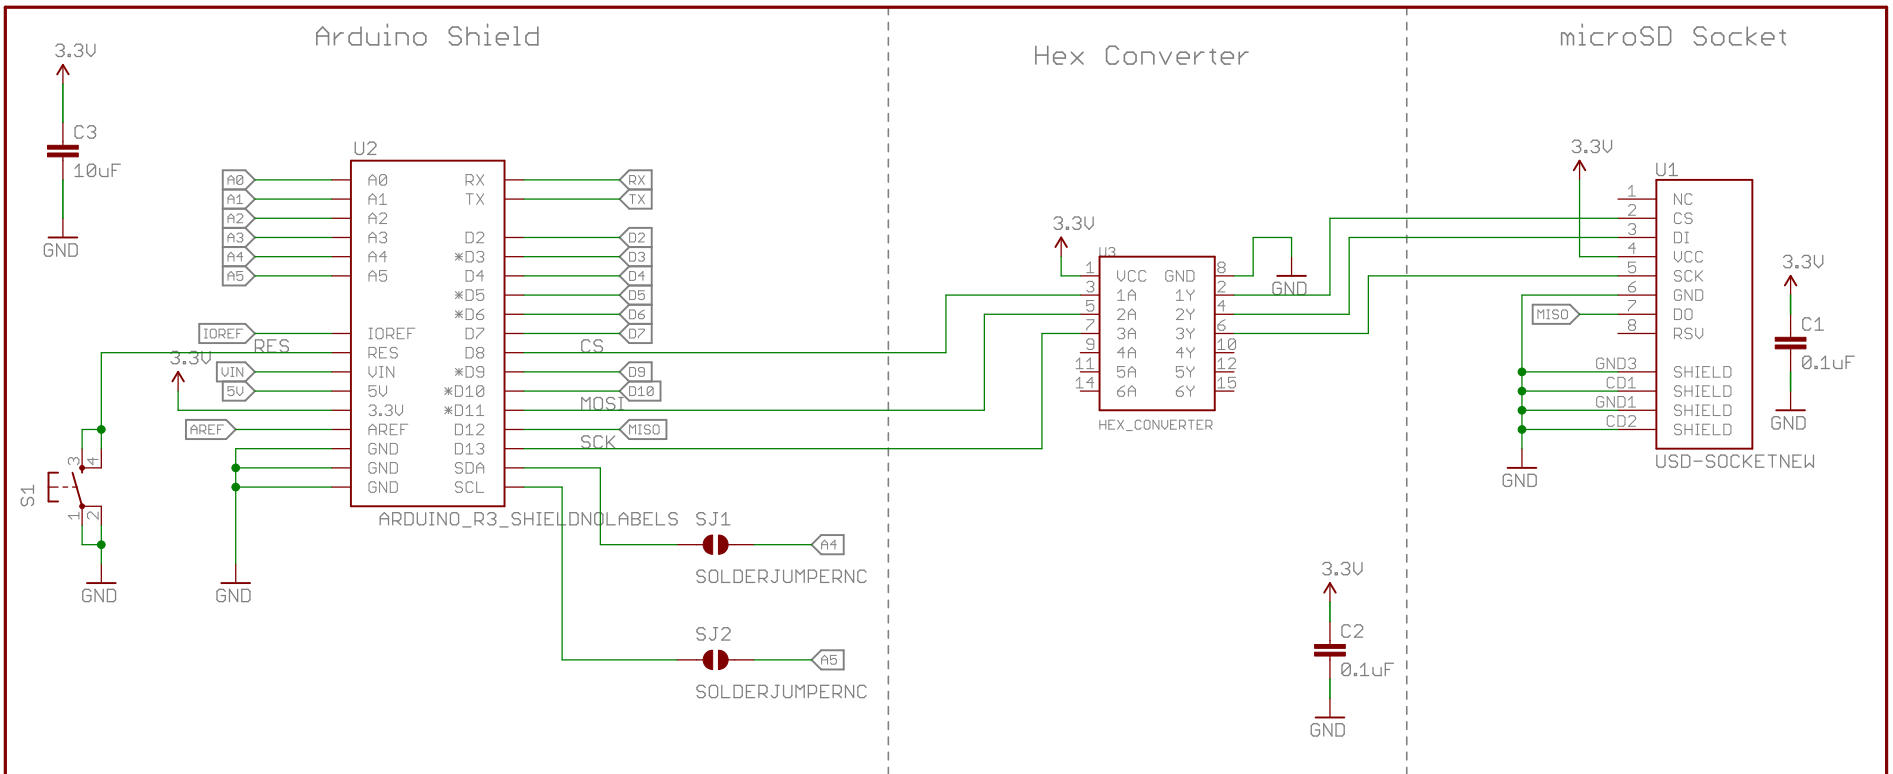 Arduino Shield
Hex Converter
microSD Socket
3.3V
C3
10uF
GND
U2
A0 A0 RX RX
A1 A1 TX TX
A2 A2
A3 A3 D2 D2
A4 A4 *D3 D3
A5 A5 D4 D4
*D5 D5
*D6 D6
IOREF IOREF D7 D7
RES RES D8 CS
3.3V
VIN VIN *D9 D9
5V 5V *D10 D10
3.3V *D11 MOSI
AREF AREF D12 MISO
GND D13 SCK
GND SDA
GND SCL
ARDUINO_R3_SHIELDNOLABELS
S1
3 4
1 2
GND
GND
SJ1
A4
SOLDERJUMPERNC
SJ2
A5
SOLDERJUMPERNC
3.3V
U3
1 VCC GND 8
GND
3 1A 1Y 2
5 2A 2Y 4
7 3A 3Y 6
9 4A 4Y 10
11 5A 5Y 12
14 6A 6Y 15
HEX_CONVERTER
3.3V
C2
0.1uF
GND
3.3V
U1
1 NC
2 CS
3 DI
4 VCC
5 SCK
6 GND
MISO 7 DO
8 RSV
GND3 SHIELD
CD1 SHIELD
GND1 SHIELD
CD2 SHIELD
USD-SOCKETNEW
GND
3.3V
C1
0.1uF
GND